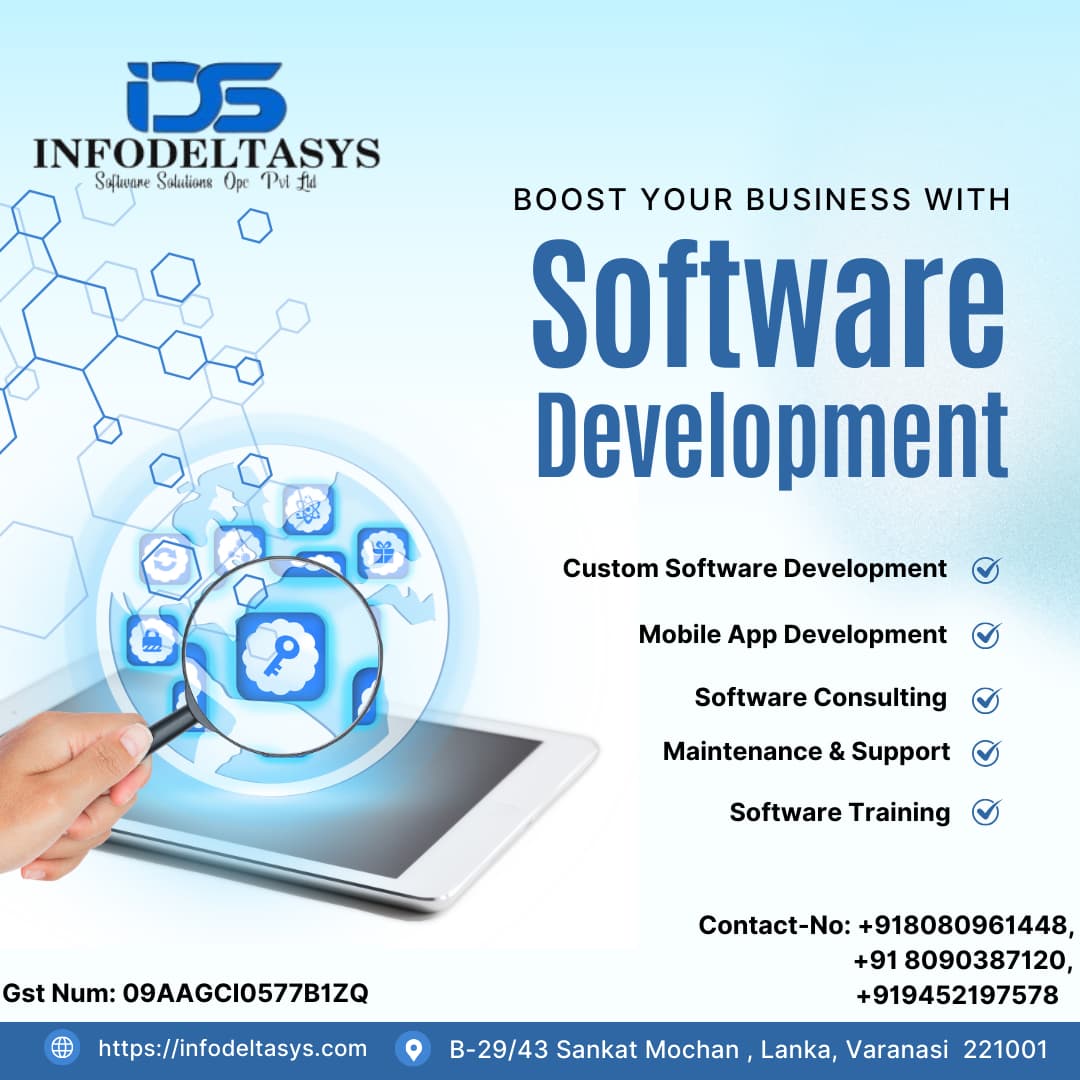 iDS
INFODELTASYS
Software Solutions Opc Pvt Ltd
BOOST YOUR BUSINESS WITH
Software
Development
Custom Software Development
Mobile App Development
Software Consulting
Maintenance & Support
Software Training
Contact-No: +918080961448,
+91 8090387120,
+919452197578
Gst Num: 09AAGCI0577B1ZQ
https://infodeltasys.com
B-29/43 Sankat Mochan , Lanka, Varanasi 221001